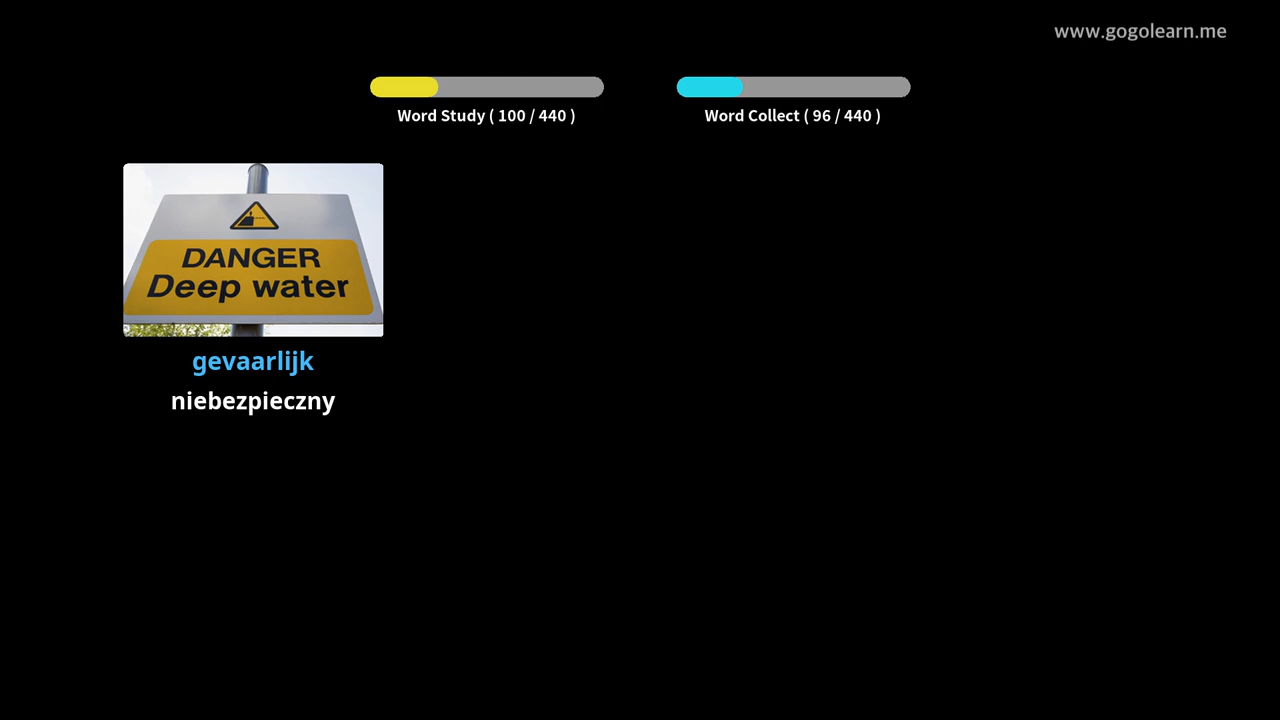 www.gogolearn.me
Word Study ( 100 / 440 )
Word Collect ( 96 / 440 )
DANGER
Deep water
gevaarlijk
niebezpieczny